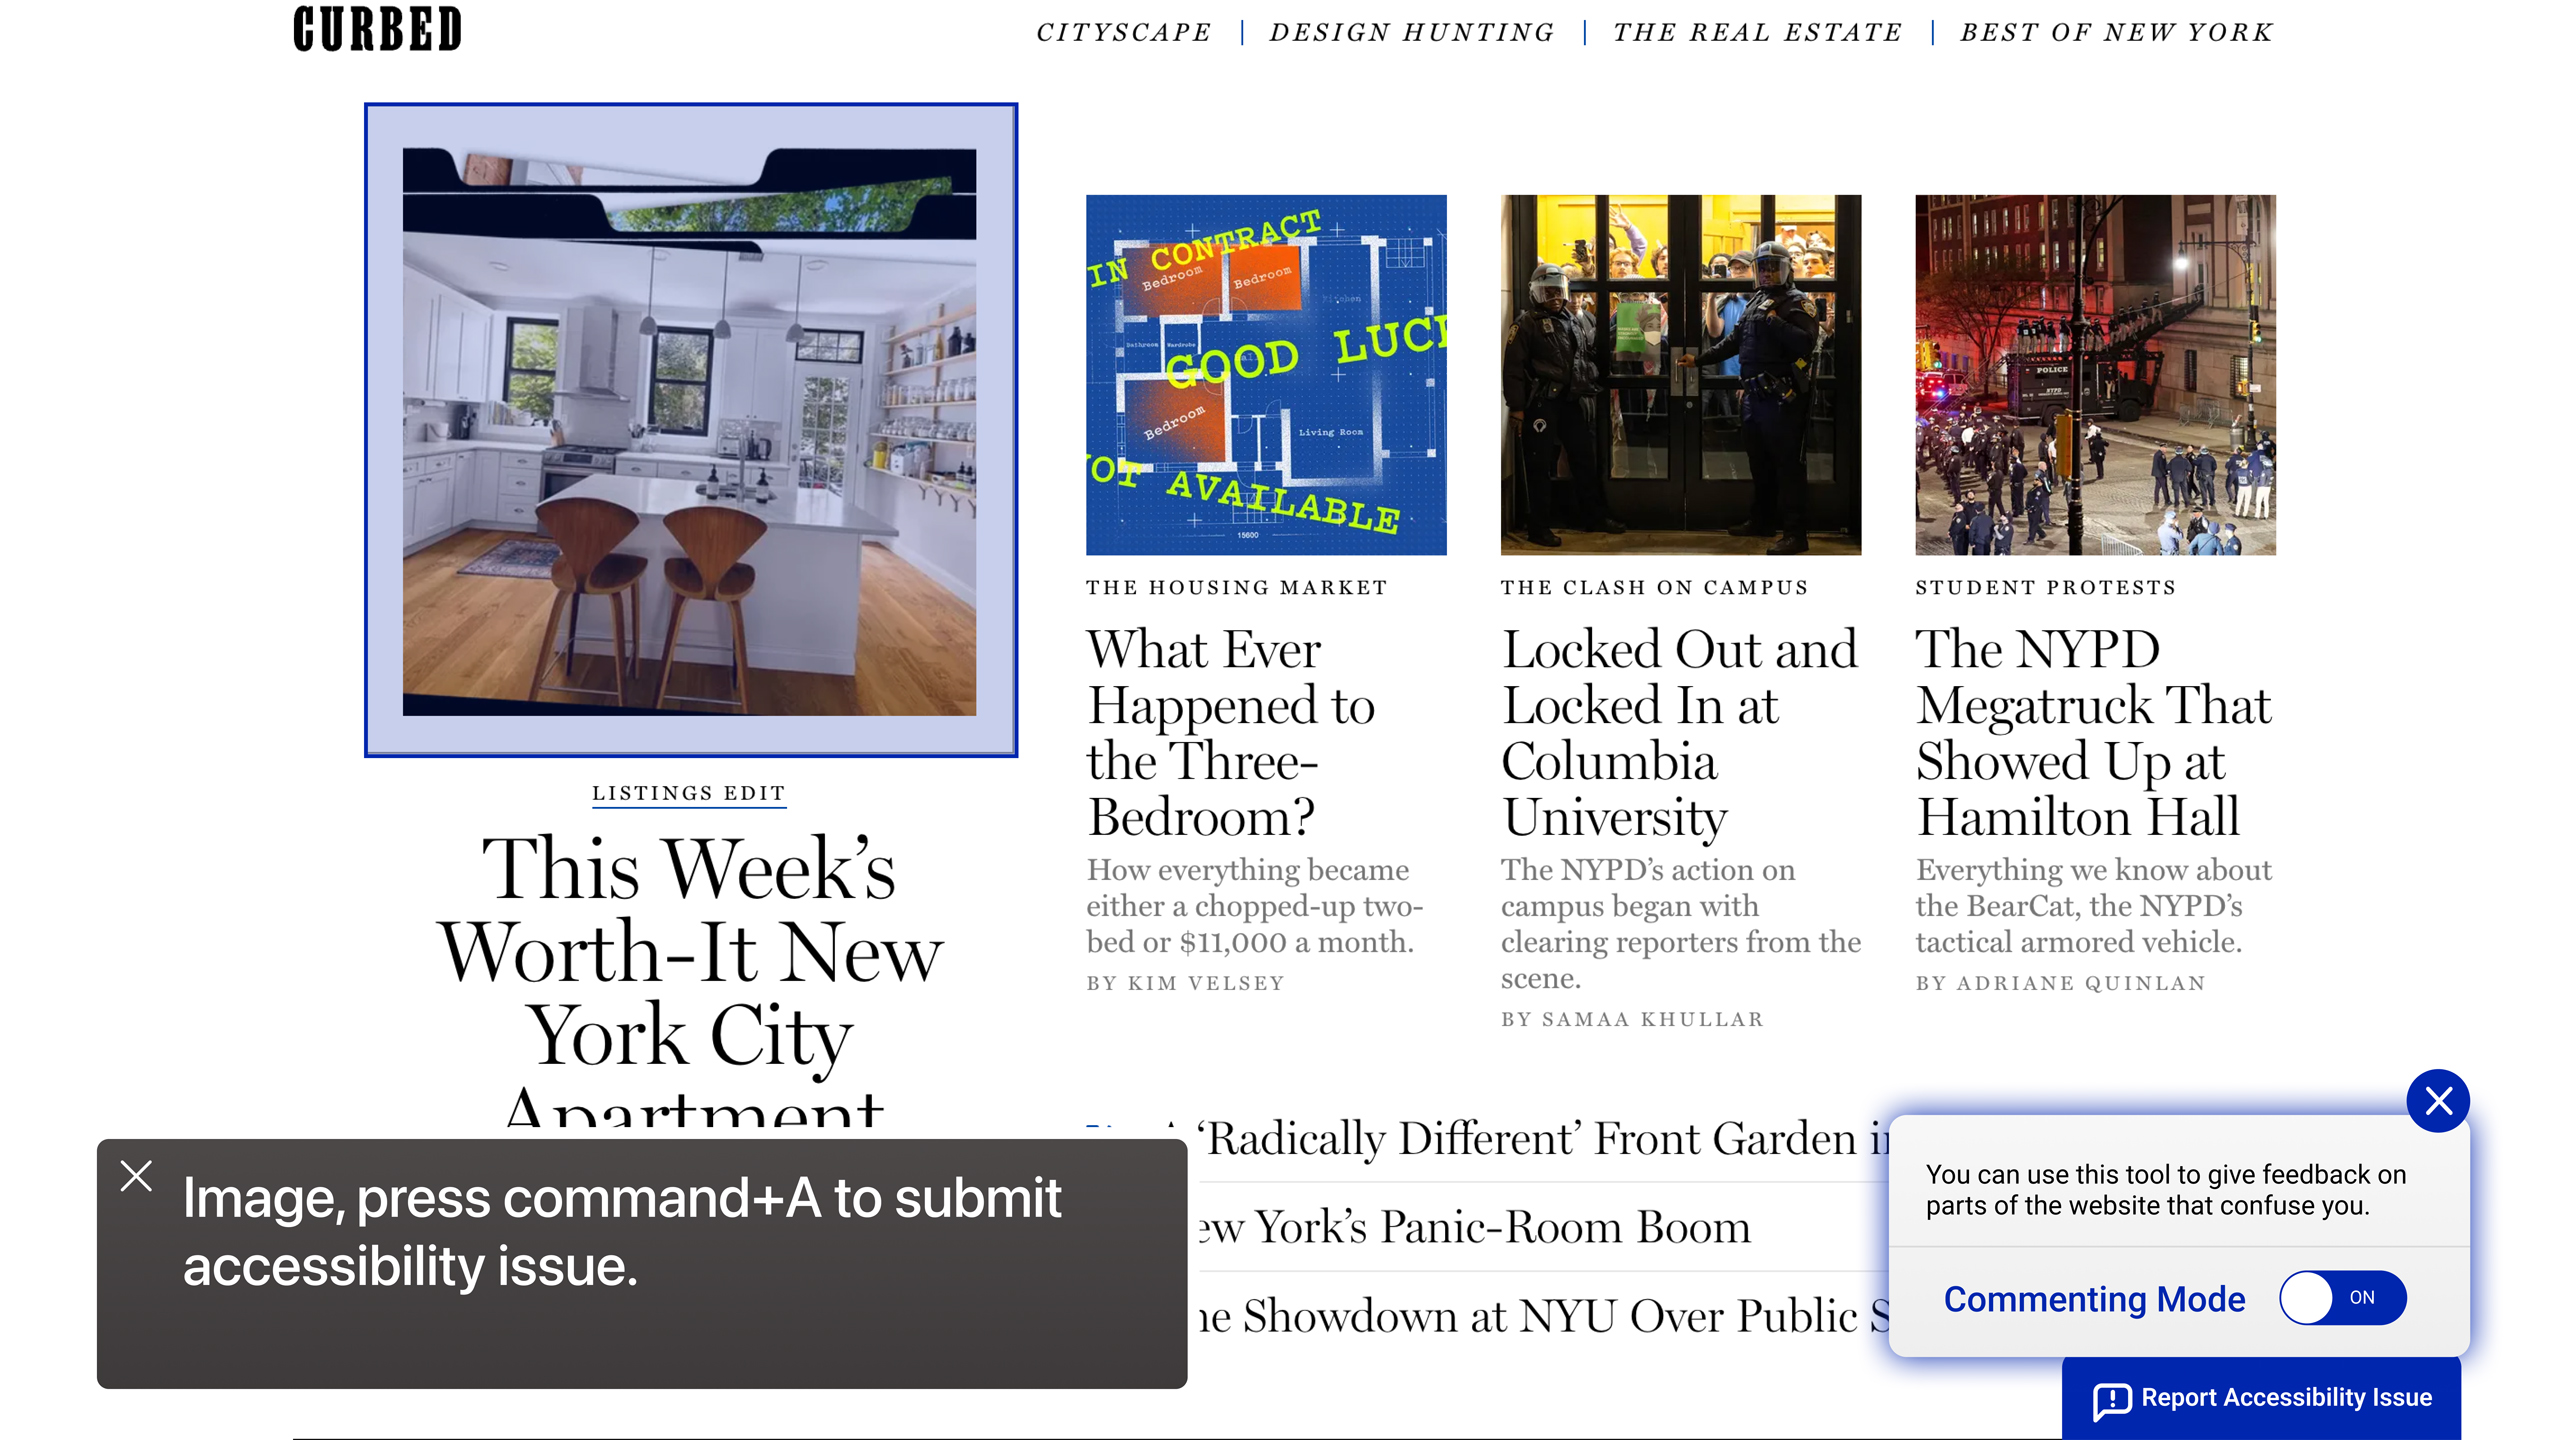 CURBED
CITYSCAPE | DESIGN HUNTING | THE REAL ESTATE | BEST OF NEW YORK
LISTINGS EDIT
This Week’s
Worth-It New
York City
Apartment
IN CONTRACT
Bedroom
Bedroom
Kitchen
Bathroom
Wardrobe
GOOD LUCK
Bedroom
Living Room
NOT AVAILABLE
15600
THE HOUSING MARKET
What Ever
Happened to
the Three-
Bedroom?
How everything became
either a chopped-up two-
bed or $11,000 a month.
BY KIM VELSEY
THE CLASH ON CAMPUS
Locked Out and
Locked In at
Columbia
University
The NYPD’s action on
campus began with
clearing reporters from the
scene.
BY SAMAA KHULLAR
POLICE
NYPD
STUDENT PROTESTS
The NYPD
Megatruck That
Showed Up at
Hamilton Hall
Everything we know about
the BearCat, the NYPD’s
tactical armored vehicle.
BY ADRIANE QUINLAN
‘Radically Different’ Front Garden
York’s Panic-Room Boom
Showdown at NYU Over Public
Image, press command+A to submit
accessibility issue.
You can use this tool to give feedback on
parts of the website that confuse you.
Commenting Mode ON
Report Accessibility Issue